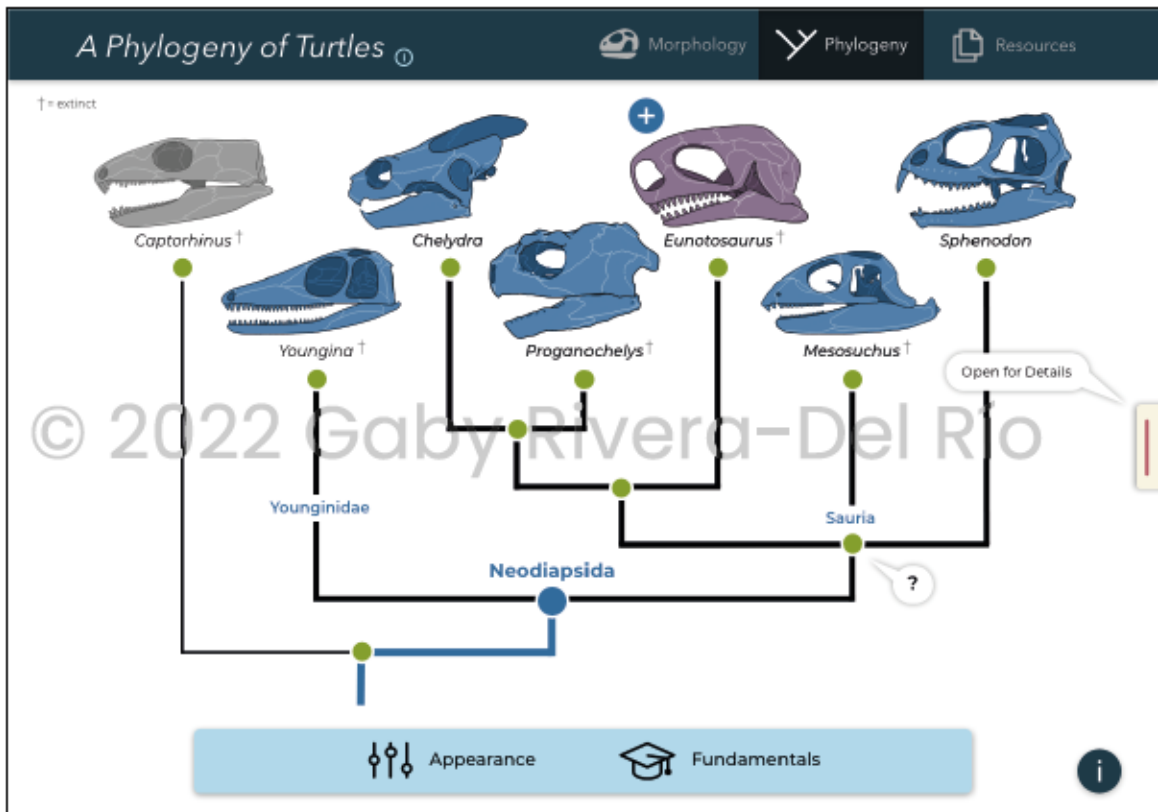 A Phylogeny of Turtles i
Morphology
Phylogeny
Resources
† = extinct
+
Captorhinus †
Chelydra
Eunotosaurus †
Sphenodon
Youngina †
Proganochelys †
Mesosuchus †
Open for Details
© 2022 Gaby Rivera-Del Río
Younginidae
Sauria
Neodiapsida
?
Appearance
Fundamentals
i